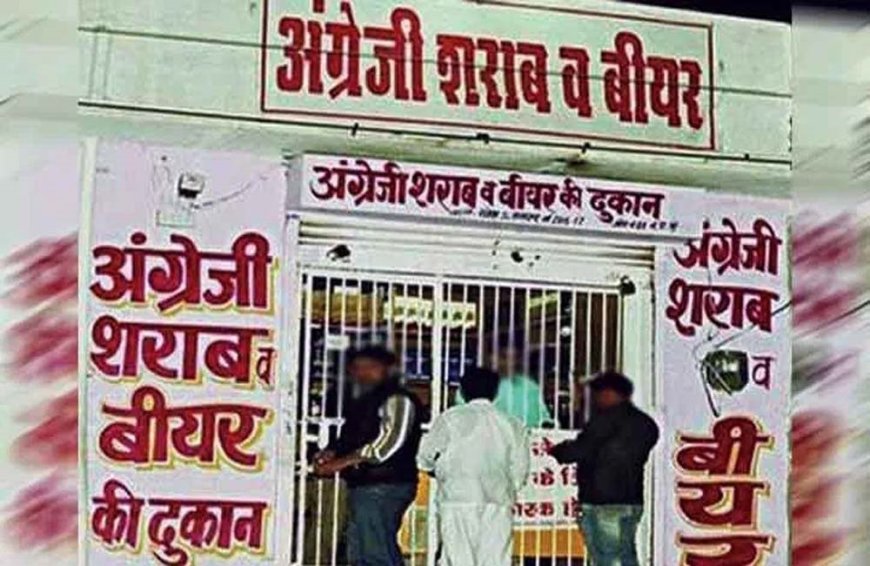 अंग्रेजी शराब व बीयर
अंग्रेजी शराब व बीयर की दुकान
अंग्रेजी
शराब व
बीयर
की दुकान
अंग्रेजी
शराब
व
बी
य
र